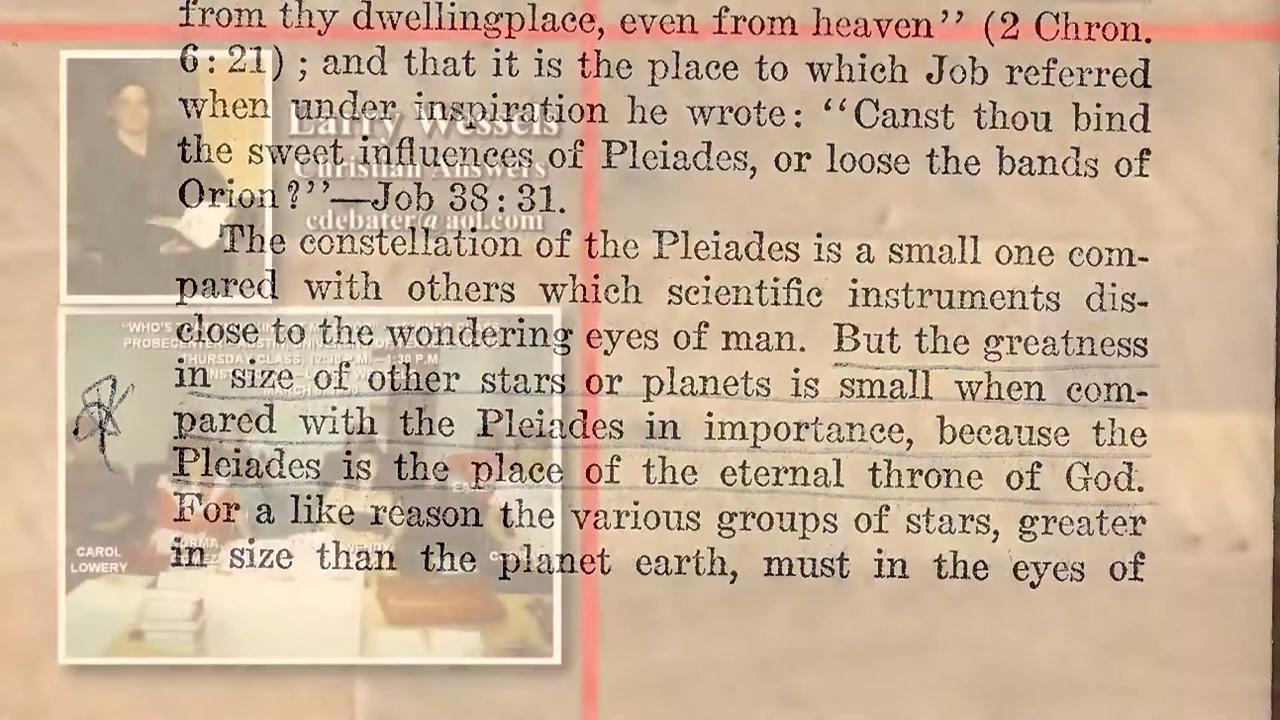 from thy dwellingplace, even from heaven’’ (2 Chron.
6:21); and that it is the place to which Job referred
when under inspiration he wrote: ‘‘Canst thou bind
the sweet influences of Pleiades, or loose the bands of
Orion?’’—Job 38:31.
The constellation of the Pleiades is a small one com-
pared with others which scientific instruments dis-
close to the wondering eyes of man. But the greatness
in size of other stars or planets is small when com-
pared with the Pleiades in importance, because the
Pleiades is the place of the eternal throne of God.
For a like reason the various groups of stars, greater
in size than the planet earth, must in the eyes of
Larry Wessels
Christian Answers
cdebater@aol.com
"WHO'S
THURSDAY CLASS,
P.M.
CAROL
LOWERY